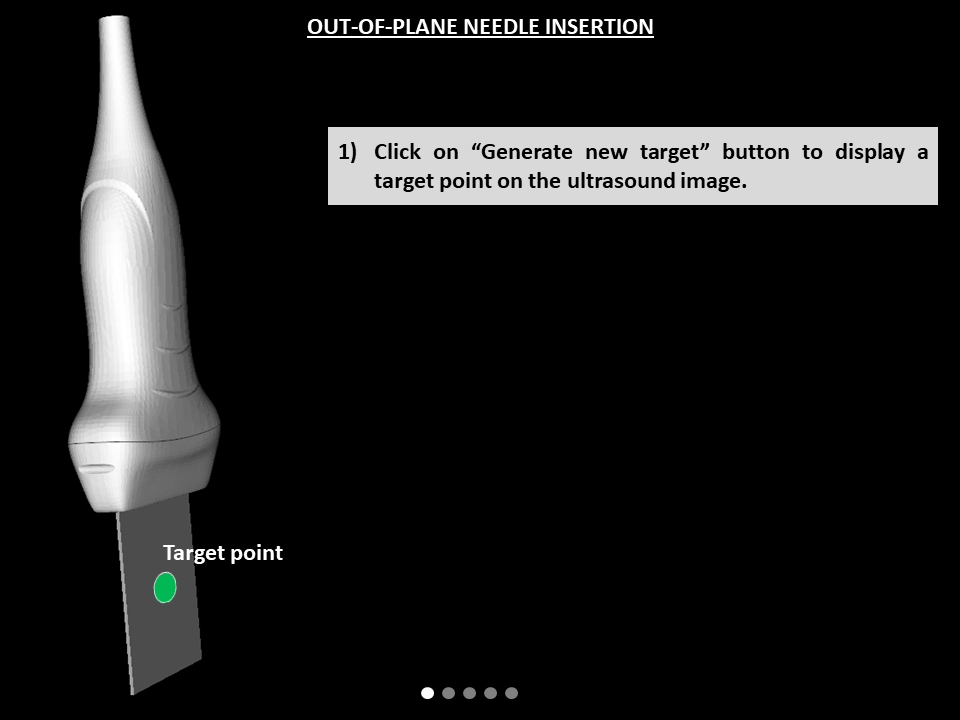 OUT-OF-PLANE NEEDLE INSERTION
1) Click on “Generate new target” button to display a
target point on the ultrasound image.
Target point